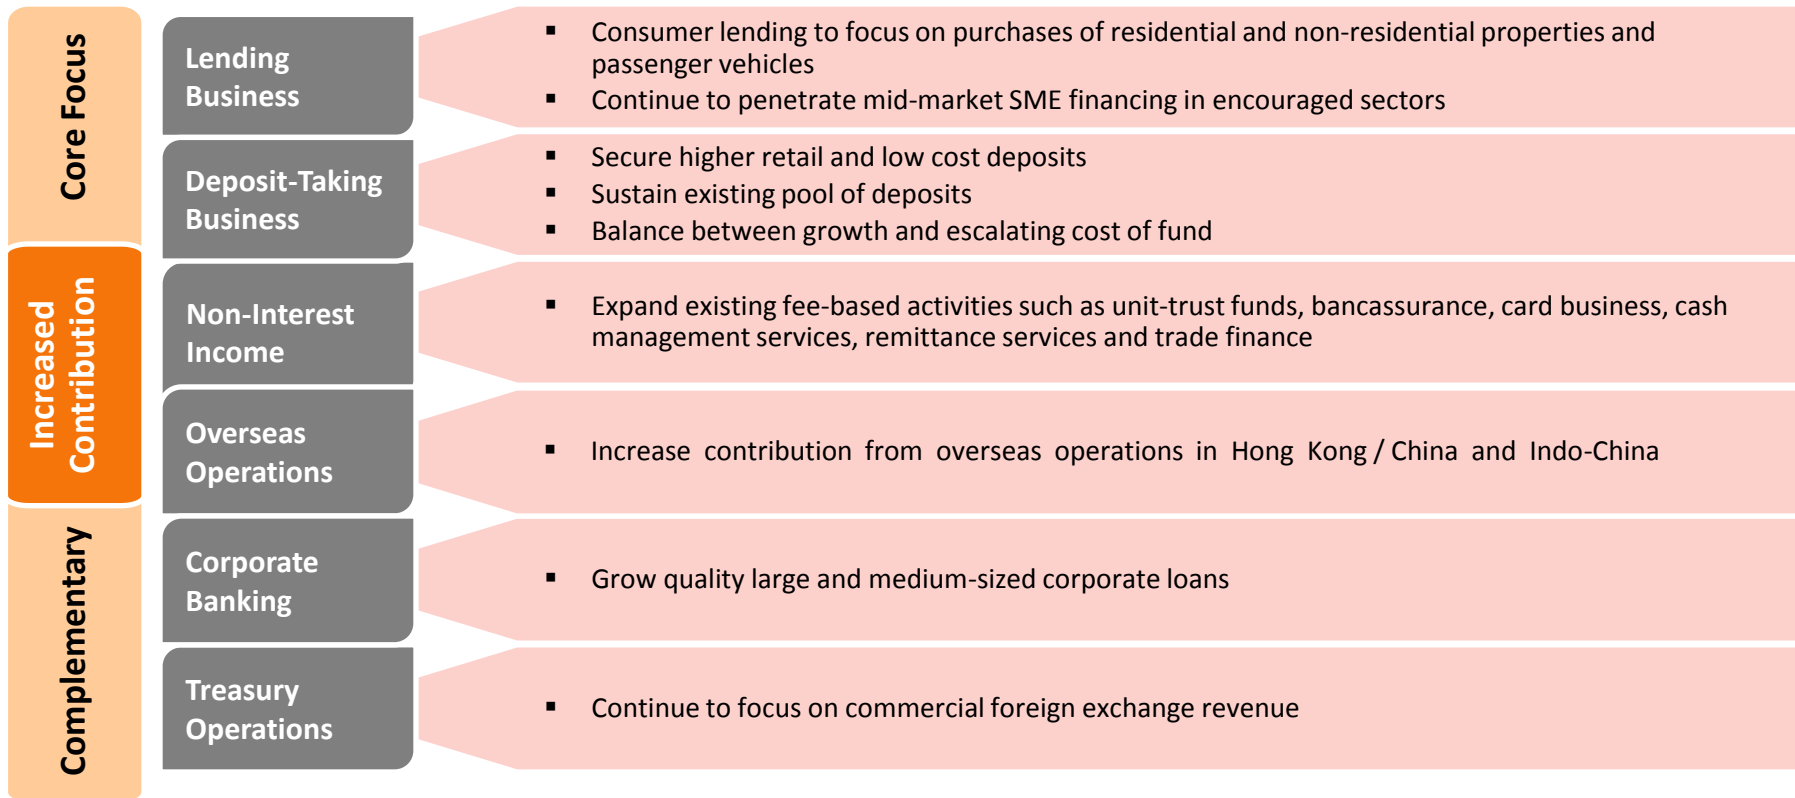 Core Focus
Lending
Business
▪ Consumer lending to focus on purchases of residential and non-residential properties and
passenger vehicles
▪ Continue to penetrate mid-market SME financing in encouraged sectors
Deposit-Taking
Business
▪ Secure higher retail and low cost deposits
▪ Sustain existing pool of deposits
▪ Balance between growth and escalating cost of fund
Increased
Contribution
Non-Interest
Income
▪ Expand existing fee-based activities such as unit-trust funds, bancassurance, card business, cash
management services, remittance services and trade finance
Overseas
Operations
▪ Increase contribution from overseas operations in Hong Kong / China and Indo-China
Complementary
Corporate
Banking
▪ Grow quality large and medium-sized corporate loans
Treasury
Operations
▪ Continue to focus on commercial foreign exchange revenue